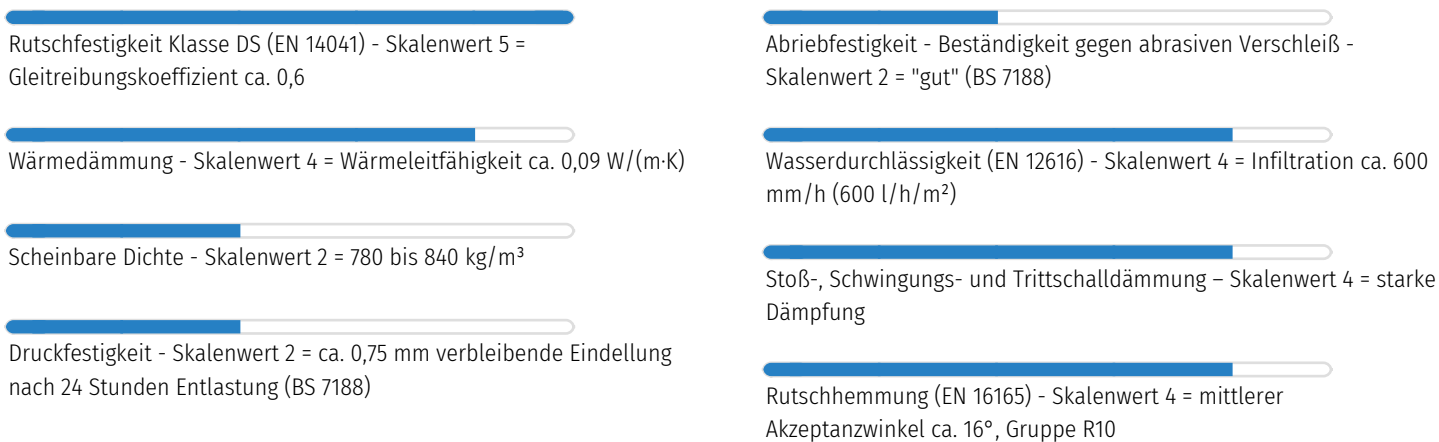 Rutschfestigkeit Klasse DS (EN 14041) - Skalenwert 5 =
Gleitreibungskoeffizient ca. 0,6
Wärmedämmung - Skalenwert 4 = Wärmeleitfähigkeit ca. 0,09 W/(m·K)
Scheinbare Dichte - Skalenwert 2 = 780 bis 840 kg/m³
Druckfestigkeit - Skalenwert 2 = ca. 0,75 mm verbleibende Eindellung
nach 24 Stunden Entlastung (BS 7188)
Abriebfestigkeit - Beständigkeit gegen abrasiven Verschleiß -
Skalenwert 2 = "gut" (BS 7188)
Wasserdurchlässigkeit (EN 12616) - Skalenwert 4 = Infiltration ca. 600
mm/h (600 l/h/m²)
Stoß-, Schwingungs- und Trittschalldämmung – Skalenwert 4 = starke
Dämpfung
Rutschhemmung (EN 16165) - Skalenwert 4 = mittlerer
Akzeptanzwinkel ca. 16°, Gruppe R10